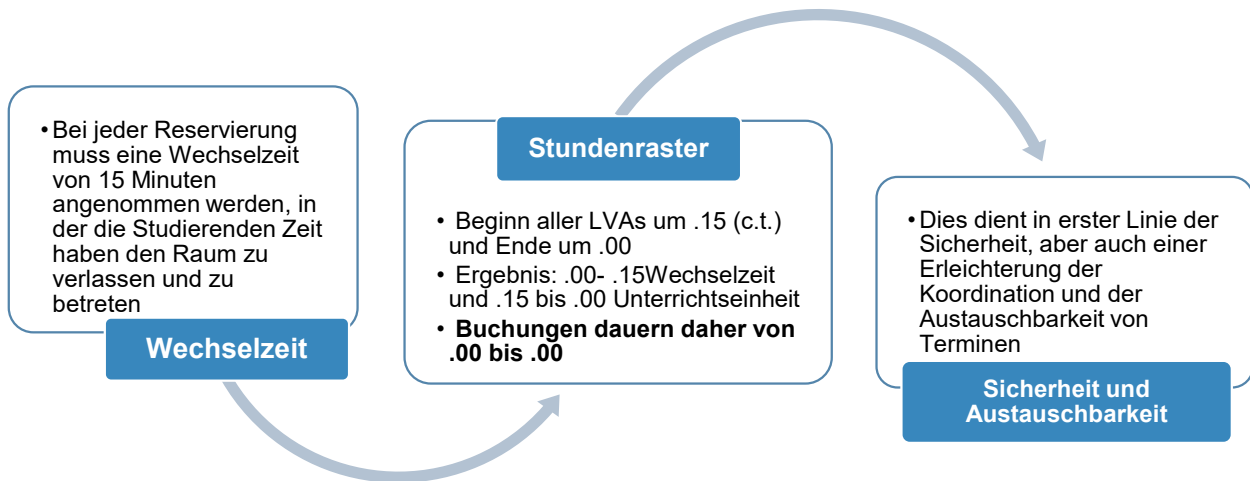 • Bei jeder Reservierung
muss eine Wechselzeit
von 15 Minuten
angenommen werden, in
der die Studierenden Zeit
haben den Raum zu
verlassen und zu
betreten
Wechselzeit
Stundenraster
• Beginn aller LVAs um .15 (c.t.)
und Ende um .00
• Ergebnis: .00- .15Wechselzeit
und .15 bis .00 Unterrichtseinheit
• Buchungen dauern daher von
.00 bis .00
• Dies dient in erster Linie der
Sicherheit, aber auch einer
Erleichterung der
Koordination und der
Austauschbarkeit von
Terminen
Sicherheit und
Austauschbarkeit